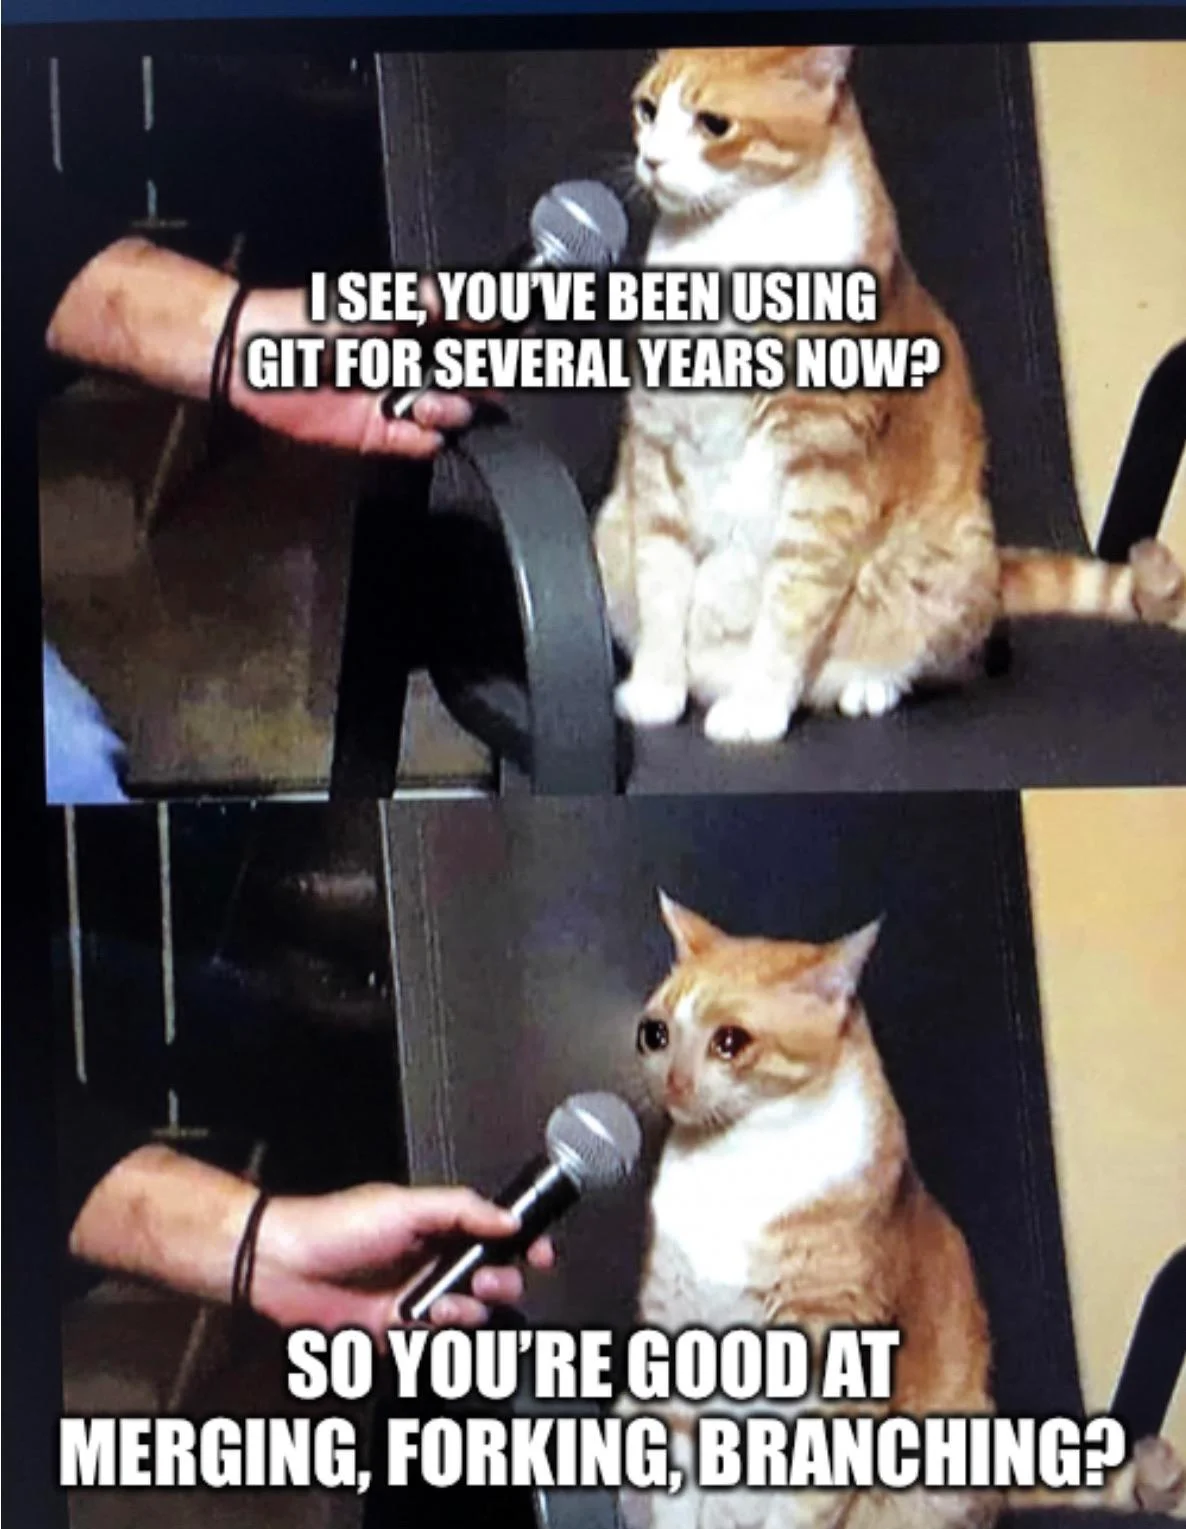 I SEE, YOU'VE BEEN USING
GIT FOR SEVERAL YEARS NOW?
SO YOU'RE GOOD AT
MERGING, FORKING, BRANCHING?